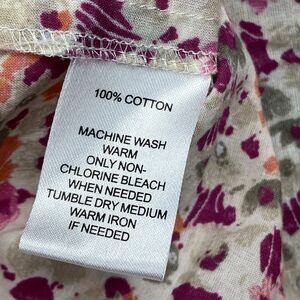 100% COTTON
MACHINE WASH
WARM
ONLY NON-
CHLORINE BLEACH
WHEN NEEDED
TUMBLE DRY MEDIUM
WARM IRON
IF NEEDED